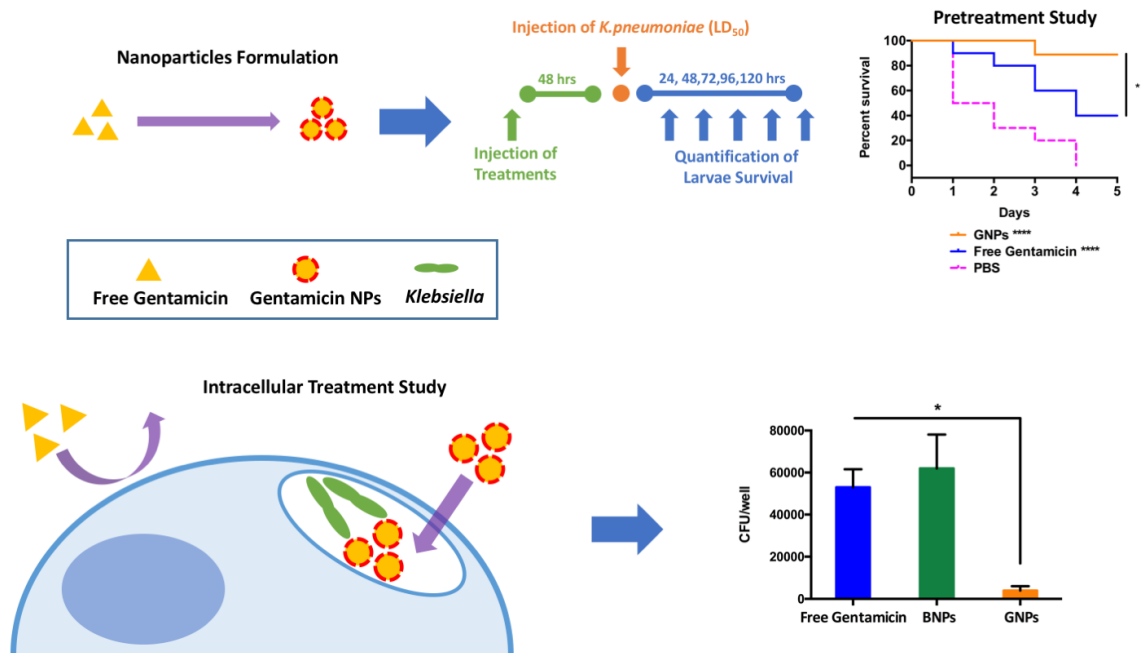 Nanoparticles Formulation
Injection of K.pneumoniae (LD50)
48 hrs
24, 48,72,96,120 hrs
Injection of
Treatments
Quantification of
Larvae Survival
Pretreatment Study
Percent survival
100
80
60
40
20
0
0 1 2 3 4 5
Days
*
GNPs ****
Free Gentamicin ****
PBS
Free Gentamicin
Gentamicin NPs
Klebsiella
Intracellular Treatment Study
*
CFU/well
80000
60000
40000
20000
0
Free Gentamicin
BNPs
GNPs